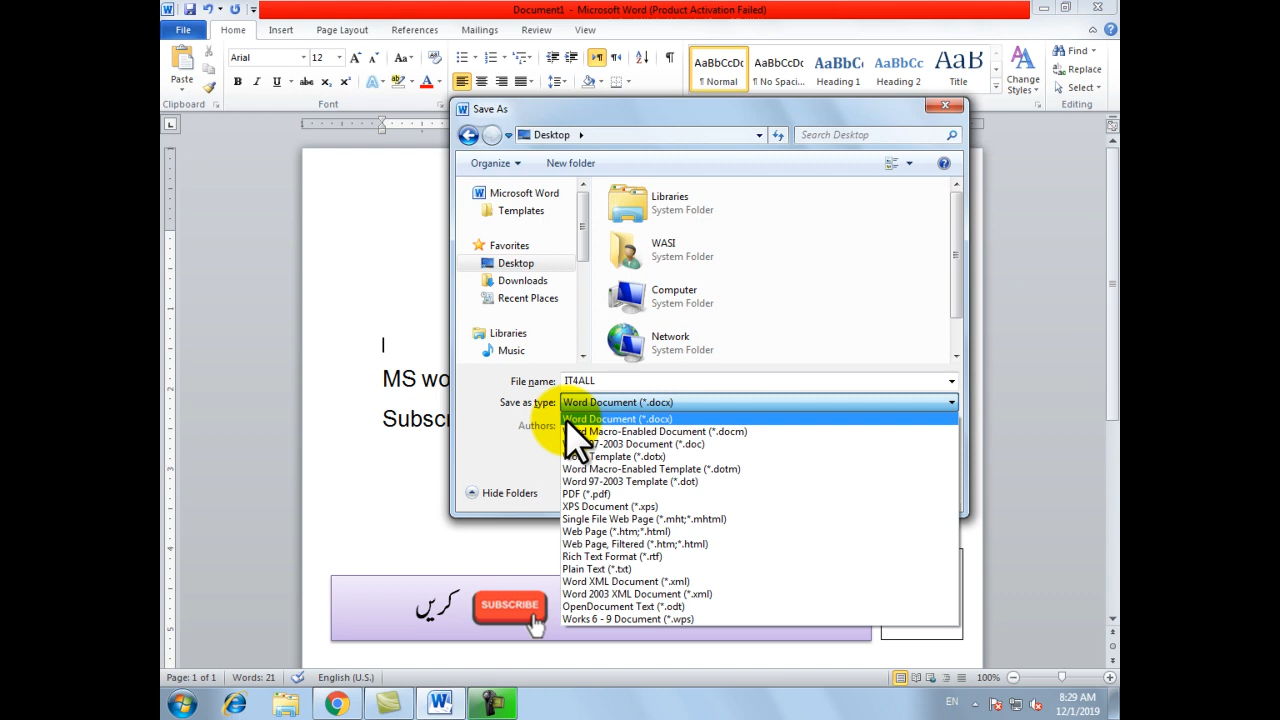 Document1 - Microsoft Word (Product Activation Failed)
File Home Insert Page Layout References Mailings Review View
Paste
Clipboard
Arial 12
Font
AaBbCcDc AaBbCcDc AaBbCc AaBbCc AaB
¶ Normal ¶ No Spaci... Heading 1 Heading 2 Title
Change Styles
Find
Replace
Select
Editing
Save As
Desktop
Search Desktop
Organize New folder
Microsoft Word
Templates
Favorites
Desktop
Downloads
Recent Places
Libraries
Music
Libraries
System Folder
WASI
System Folder
Computer
System Folder
Network
System Folder
File name: IT4ALL
Save as type: Word Document (*.docx)
Authors:
Hide Folders
Word Document (*.docx)
Macro-Enabled Document (*.docm)
97-2003 Document (*.doc)
Template (*.dotx)
Word Macro-Enabled Template (*.dotm)
Word 97-2003 Template (*.dot)
PDF (*.pdf)
XPS Document (*.xps)
Single File Web Page (*.mht;*.mhtml)
Web Page (*.htm;*.html)
Web Page, Filtered (*.htm;*.html)
Rich Text Format (*.rtf)
Plain Text (*.txt)
Word XML Document (*.xml)
Word 2003 XML Document (*.xml)
OpenDocument Text (*.odt)
Works 6 - 9 Document (*.wps)
MS wo
Subsc
کریں SUBSCRIBE
Page: 1 of 1 Words: 21 English (U.S.) 100%
EN 8:29 AM
12/1/2019